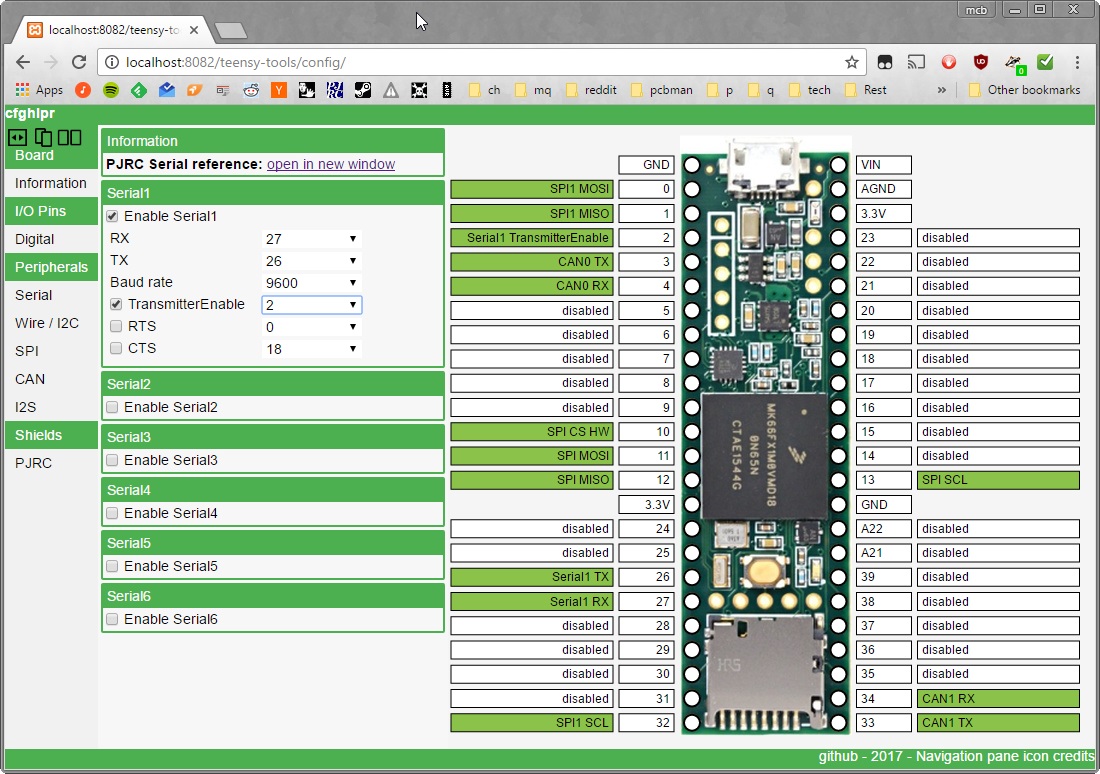 mcb
localhost:8082/teensy-to
localhost:8082/teensy-tools/config/
Apps
ch
mq
reddit
pcbman
p
q
tech
Rest
»
Other bookmarks
cfghlpr
Board
Information
I/O Pins
Digital
Peripherals
Serial
Wire / I2C
SPI
CAN
I2S
Shields
PJRC
Information
PJRC Serial reference: open in new window
Serial1
Enable Serial1
RX 27
TX 26
Baud rate 9600
TransmitterEnable 2
RTS 0
CTS 18
Serial2
Enable Serial2
Serial3
Enable Serial3
Serial4
Enable Serial4
Serial5
Enable Serial5
Serial6
Enable Serial6
GND VIN
SPI1 MOSI 0 AGND
SPI1 MISO 1 3.3V
Serial1 TransmitterEnable 2 23 disabled
CAN0 TX 3 22 disabled
CAN0 RX 4 21 disabled
disabled 5 20 disabled
disabled 6 19 disabled
disabled 7 18 disabled
disabled 8 17 disabled
disabled 9 16 disabled
SPI CS HW 10 15 disabled
SPI MOSI 11 14 disabled
SPI MISO 12 13 SPI SCL
3.3V GND
disabled 24 A22 disabled
disabled 25 A21 disabled
Serial1 TX 26 39 disabled
Serial1 RX 27 38 disabled
disabled 28 37 disabled
disabled 29 36 disabled
disabled 30 35 disabled
disabled 31 34 CAN1 RX
SPI1 SCL 32 33 CAN1 TX
MK66FX1M0VMD18
0N65N
CTAE1544G
HRS
github - 2017 - Navigation pane icon credits